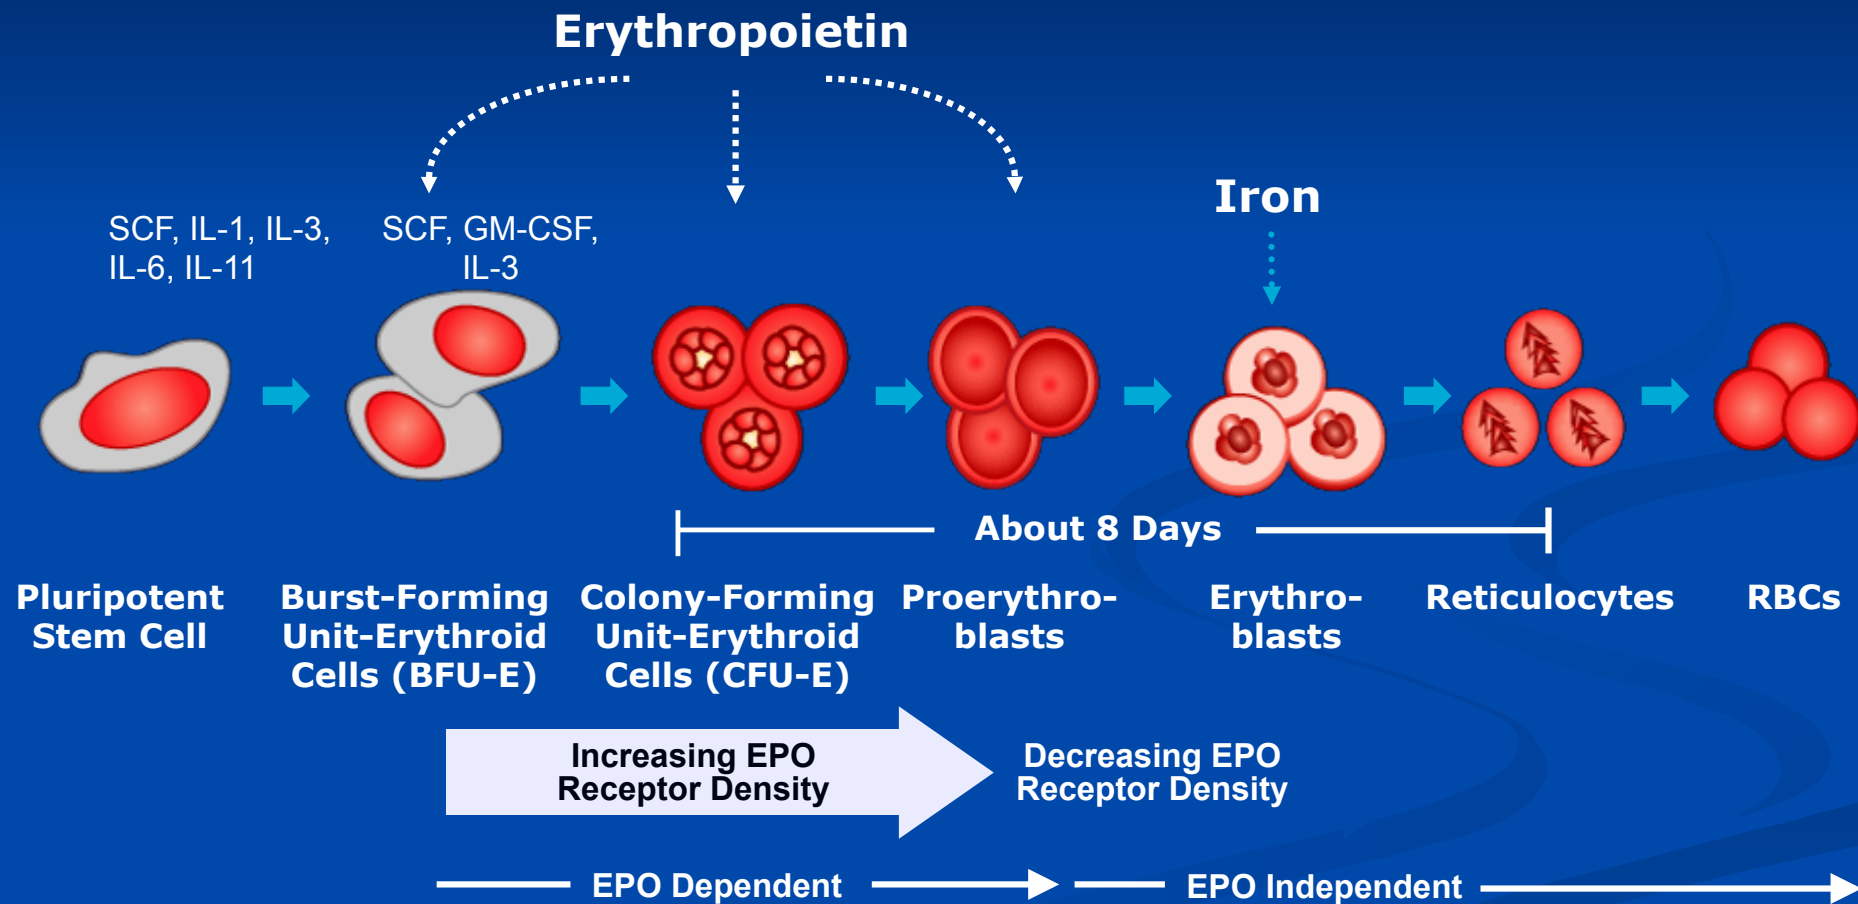 Erythropoietin
Iron
SCF, IL-1, IL-3,
IL-6, IL-11
SCF, GM-CSF,
IL-3
About 8 Days
Pluripotent
Stem Cell
Burst-Forming
Unit-Erythroid
Cells (BFU-E)
Colony-Forming
Unit-Erythroid
Cells (CFU-E)
Proerythro-
blasts
Erythro-
blasts
Reticulocytes
RBCs
Increasing EPO
Receptor Density
Decreasing EPO
Receptor Density
EPO Dependent
EPO Independent